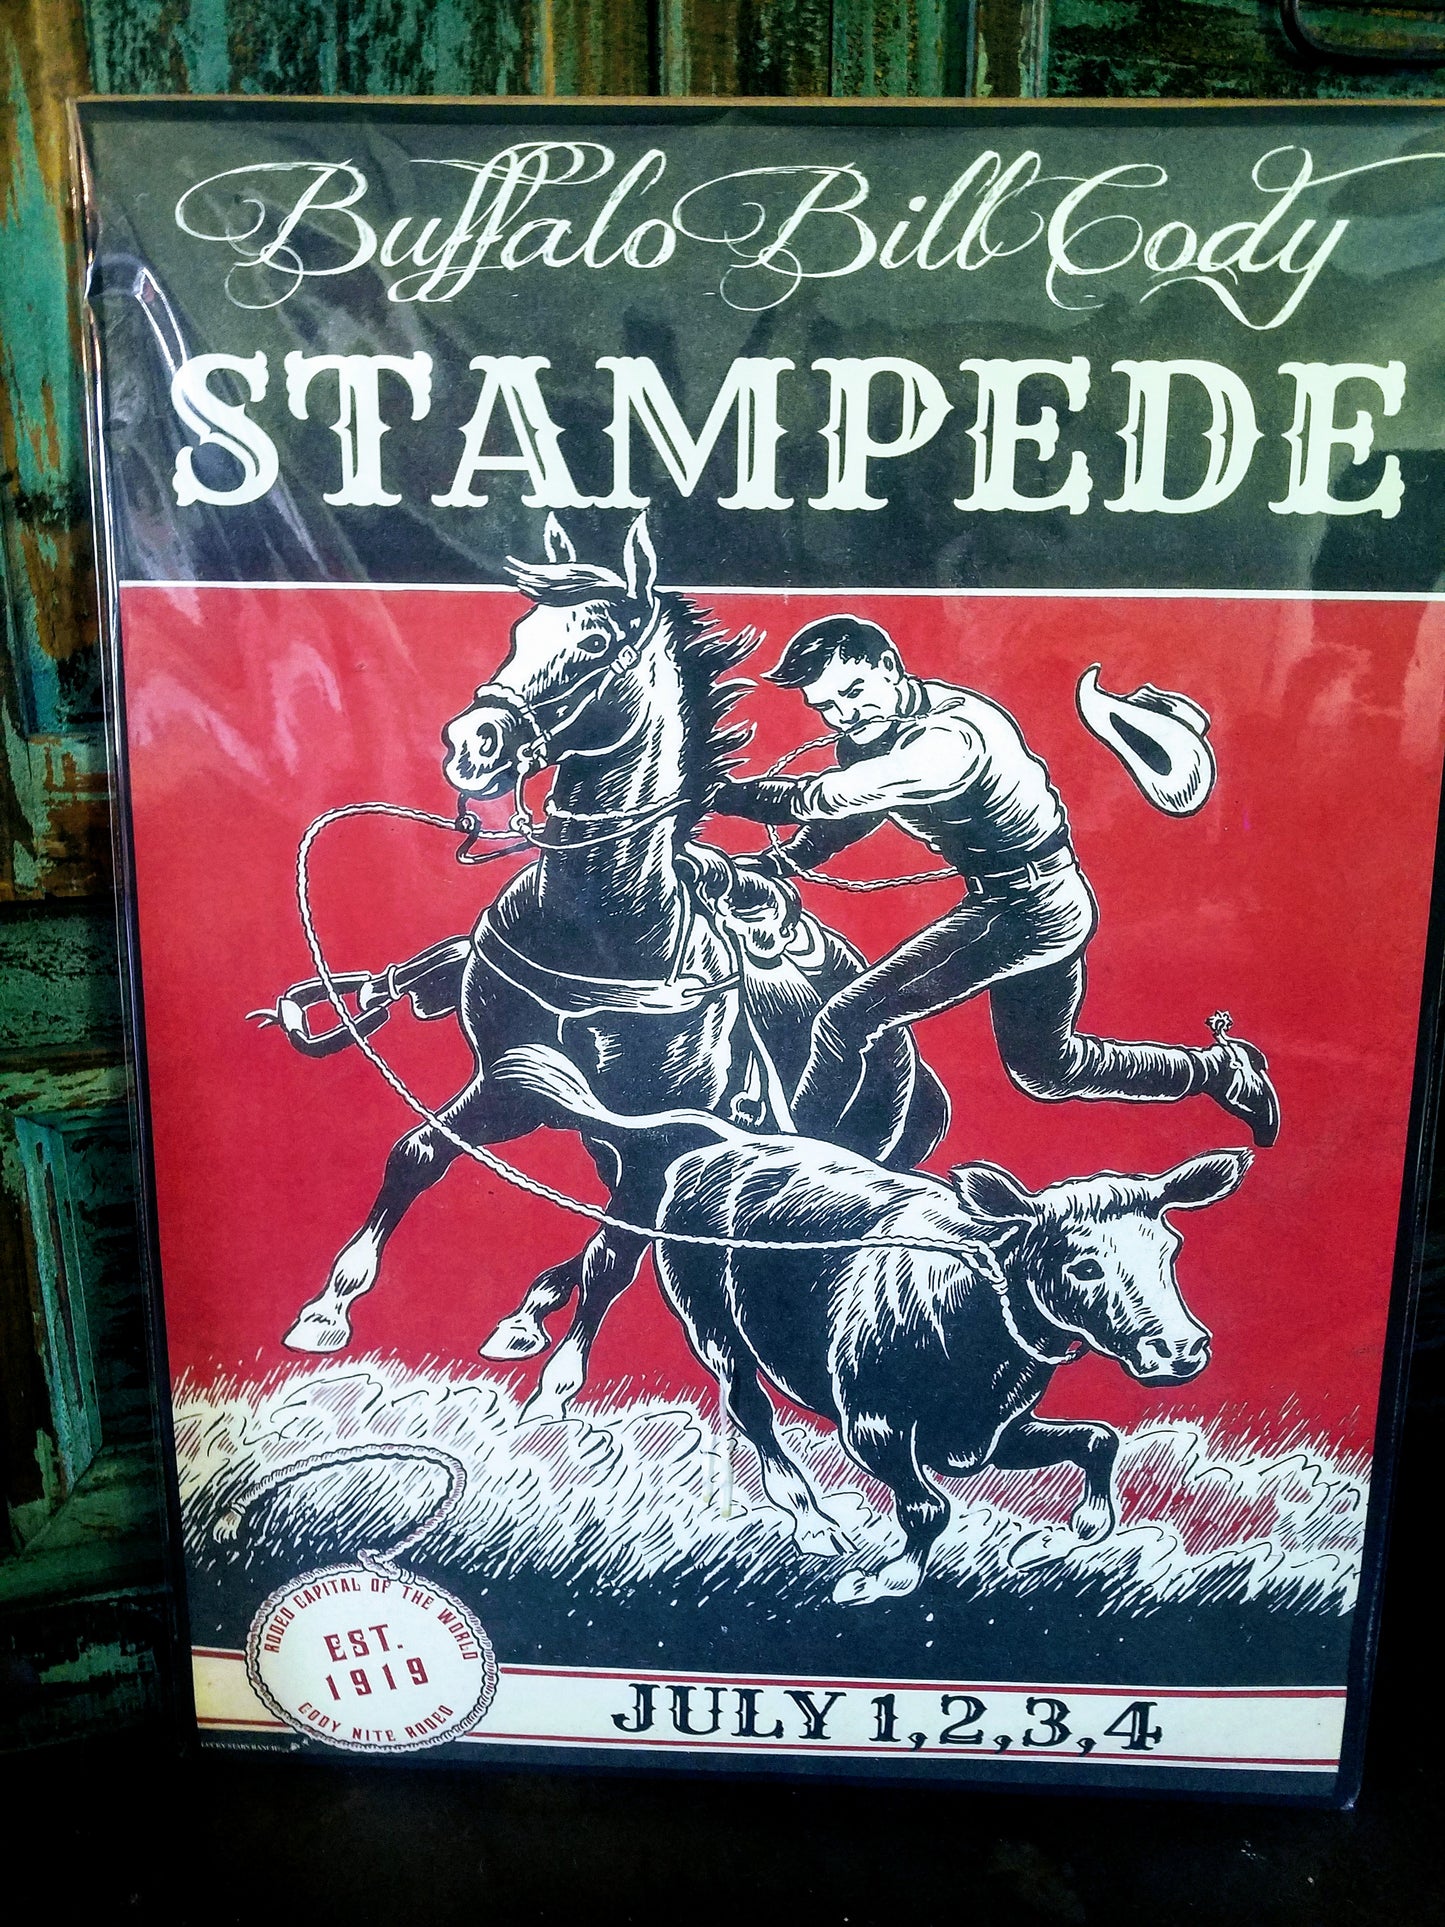 Buffalo Bill Cody
STAMPEDE
RODEO CAPITAL OF THE WORLD
EST.
1919
CODY NITE RODEO
JULY 1,2,3,4